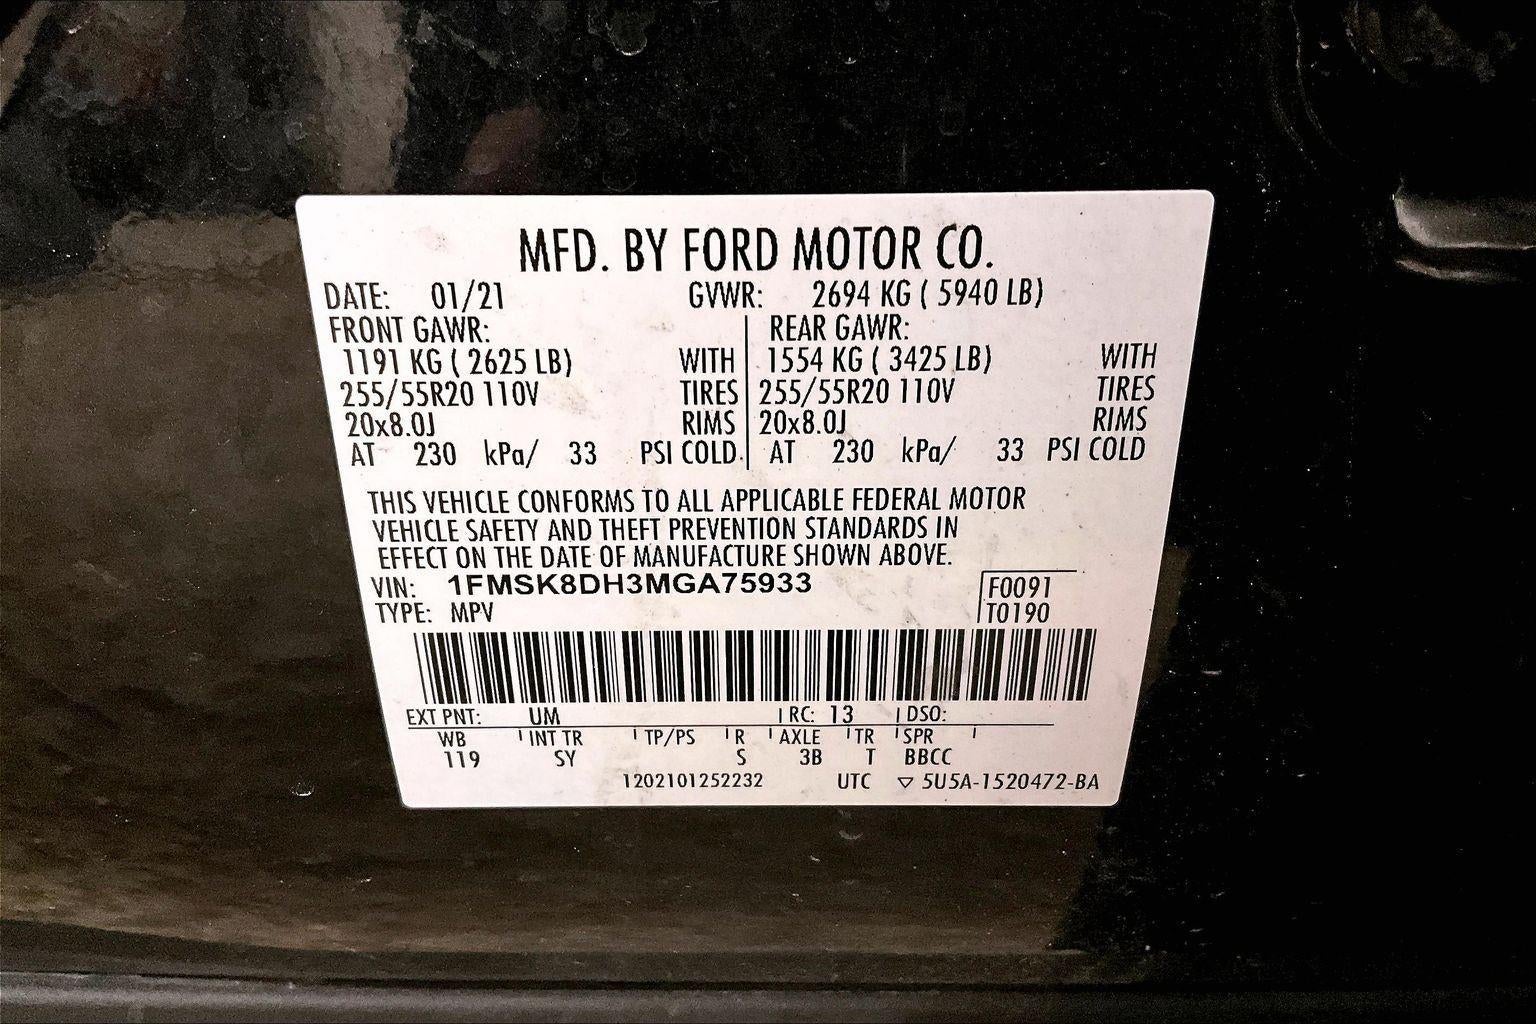 MFD. BY FORD MOTOR CO.
DATE: 01/21 GVWR: 2694 KG ( 5940 LB)
FRONT GAWR: REAR GAWR:
1191 KG ( 2625 LB) WITH 1554 KG ( 3425 LB) WITH
255/55R20 110V TIRES 255/55R20 110V TIRES
20x8.0J RIMS 20x8.0J RIMS
AT 230 kPa/ 33 PSI COLD AT 230 kPa/ 33 PSI COLD
THIS VEHICLE CONFORMS TO ALL APPLICABLE FEDERAL MOTOR
VEHICLE SAFETY AND THEFT PREVENTION STANDARDS IN
EFFECT ON THE DATE OF MANUFACTURE SHOWN ABOVE.
VIN: 1FMSK8DH3MGA75933 F0091
TYPE: MPV T0190
EXT PNT: UM RC: 13 DSO:
WB INT TR TP/PS R AXLE TR SPR
119 SY S 3B T BBCC
1202101252232 UTC ▽ 5U5A-1520472-BA